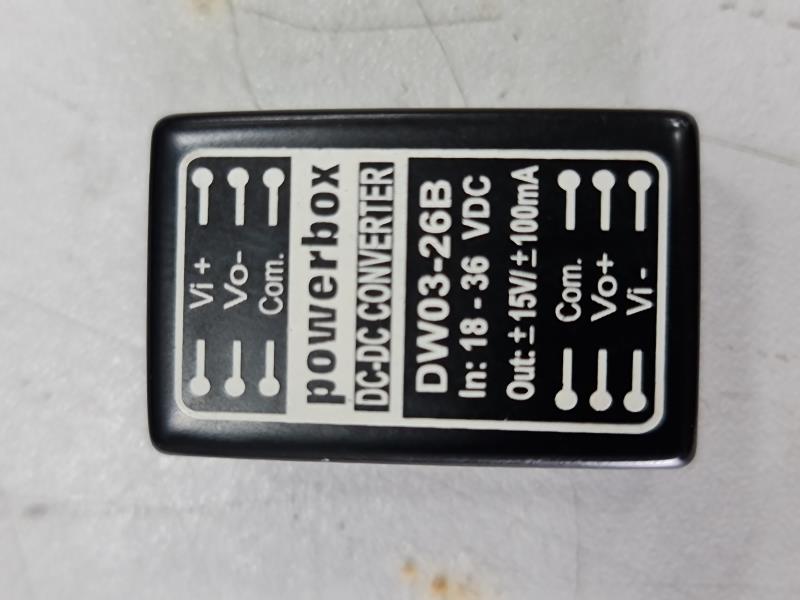 Vi +
Vo-
Com.
powerbox
DC-DC CONVERTER
DW03-26B
In: 18 - 36 VDC
Out: ± 15V/ ± 100mA
Com.
Vo+
Vi -